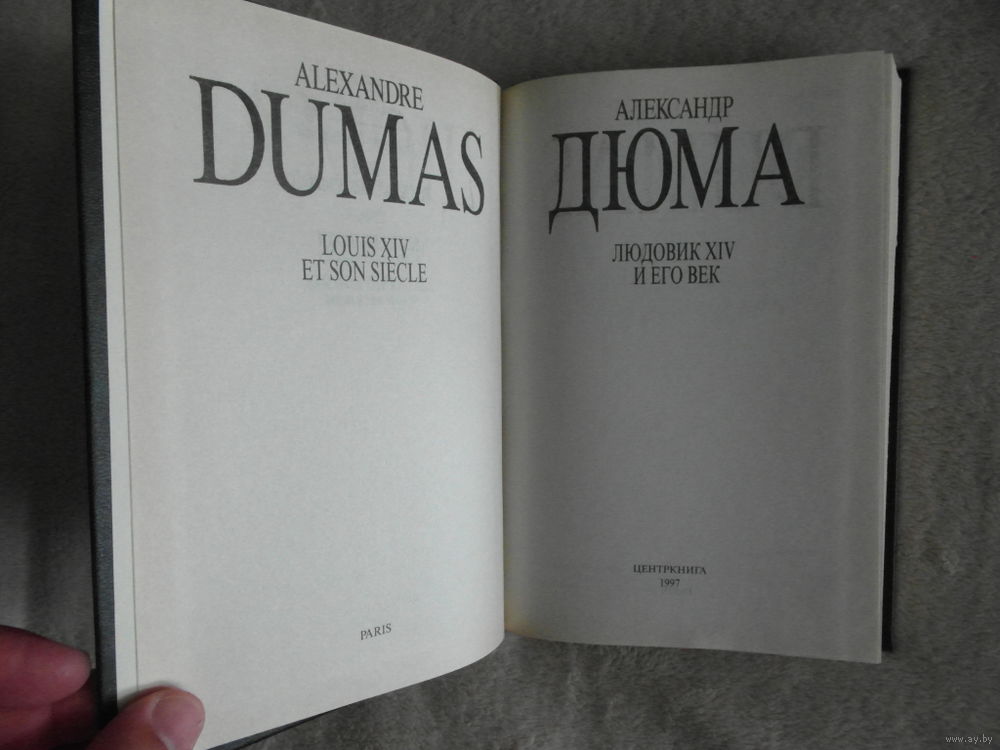 ALEXANDRE
DUMAS
LOUIS XIV
ET SON SIÈCLE
PARIS
АЛЕКСАНДР
ДЮМА
ЛЮДОВИК XIV
И ЕГО ВЕК
ЦЕНТРКНИГА
1997
www.ay.by